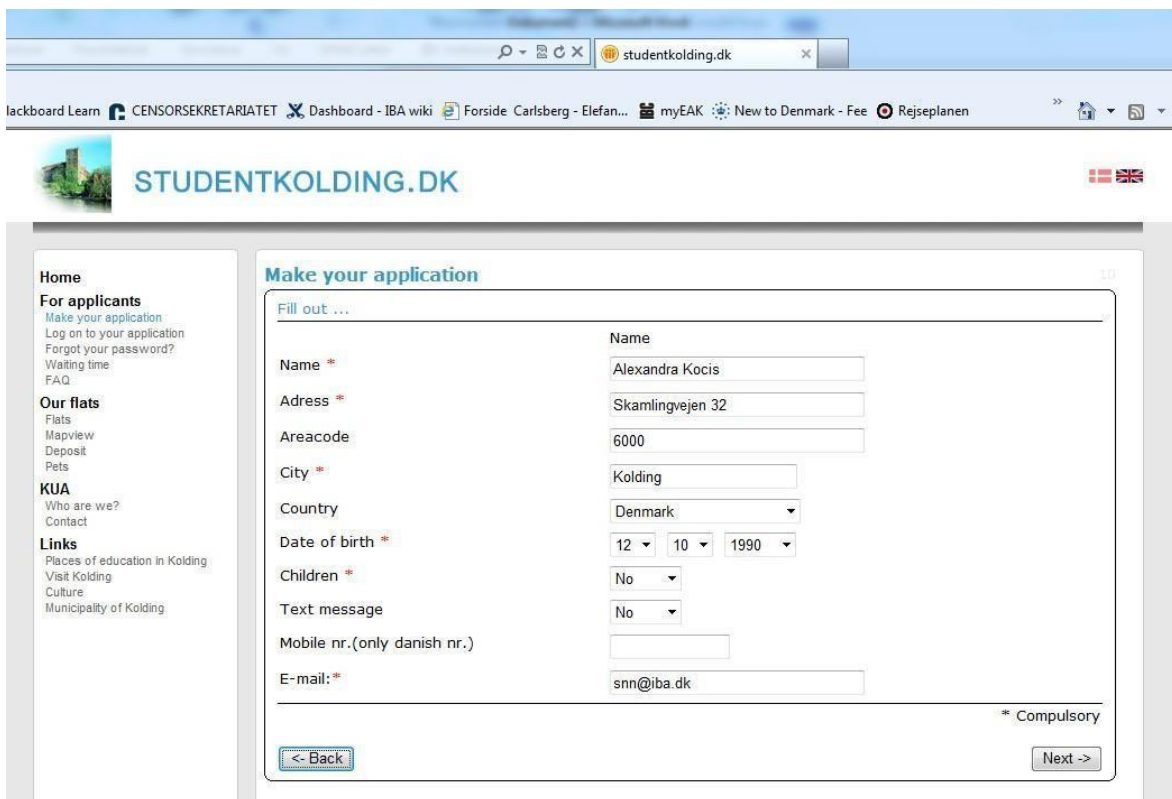 studentkolding.dk
lackboard Learn CENSORSEKRETARIATET Dashboard - IBA wiki Forside Carlsberg - Elefan... myEAK New to Denmark - Fee Rejseplanen »
STUDENTKOLDING.DK
Home
For applicants
Make your application
Log on to your application
Forgot your password?
Waiting time
FAQ
Our flats
Flats
Mapview
Deposit
Pets
KUA
Who are we?
Contact
Links
Places of education in Kolding
Visit Kolding
Culture
Municipality of Kolding
Make your application
10
Fill out ...
Name
Name * Alexandra Kocis
Adress * Skamlingvejen 32
Areacode 6000
City * Kolding
Country Denmark
Date of birth * 12 10 1990
Children * No
Text message No
Mobile nr.(only danish nr.)
E-mail:* snn@iba.dk
* Compulsory
<- Back Next ->